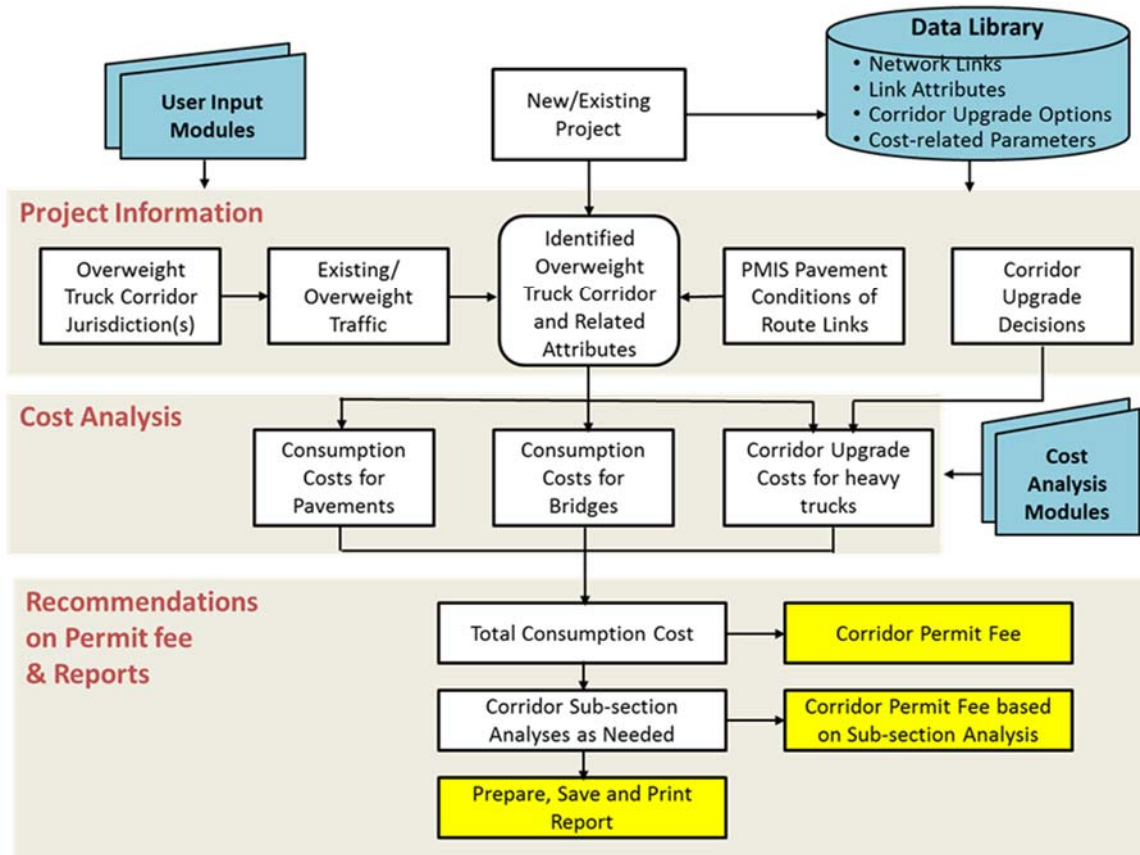 Data Library
• Network Links
• Link Attributes
• Corridor Upgrade Options
• Cost-related Parameters
User Input
Modules
New/Existing
Project
Project Information
Overweight
Truck Corridor
Jurisdiction(s)
Existing/
Overweight
Traffic
Identified
Overweight
Truck Corridor
and Related
Attributes
PMIS Pavement
Conditions of
Route Links
Corridor
Upgrade
Decisions
Cost Analysis
Consumption
Costs for
Pavements
Consumption
Costs for
Bridges
Corridor Upgrade
Costs for heavy
trucks
Cost
Analysis
Modules
Recommendations
on Permit fee
& Reports
Total Consumption Cost
Corridor Permit Fee
Corridor Sub-section
Analyses as Needed
Corridor Permit Fee based
on Sub-section Analysis
Prepare, Save and Print
Report